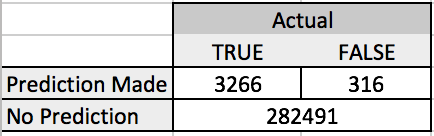 Actual
TRUE FALSE
Prediction Made 3266 316
No Prediction 282491